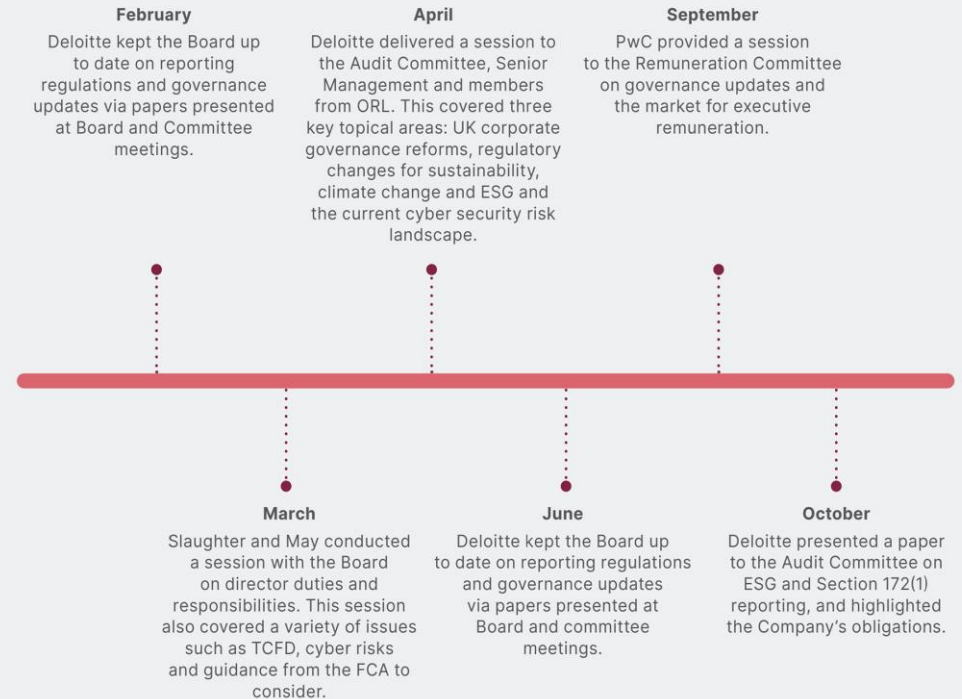 February
Deloitte kept the Board up
to date on reporting
regulations and governance
updates via papers presented
at Board and Committee
meetings.
April
Deloitte delivered a session to
the Audit Committee, Senior
Management and members
from ORL. This covered three
key topical areas: UK corporate
governance reforms, regulatory
changes for sustainability,
climate change and ESG and
the current cyber security risk
landscape.
September
PwC provided a session
to the Remuneration Committee
on governance updates and
the market for executive
remuneration.
March
Slaughter and May conducted
a session with the Board
on director duties and
responsibilities. This session
also covered a variety of issues
such as TCFD, cyber risks
and guidance from the FCA to
consider.
June
Deloitte kept the Board up
to date on reporting regulations
and governance updates
via papers presented at
Board and committee
meetings.
October
Deloitte presented a paper
to the Audit Committee on
ESG and Section 172(1)
reporting, and highlighted
the Company’s obligations.